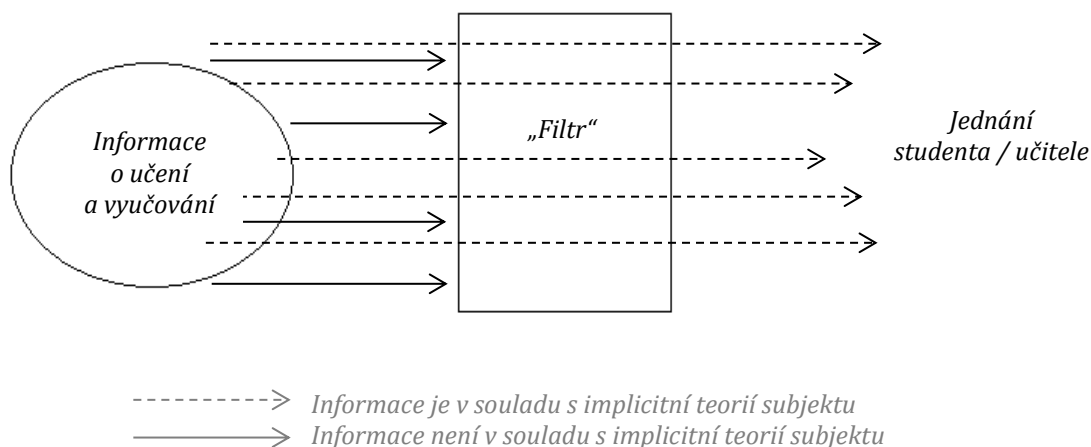 Informace
o učení
a vyučování
„Filtr“
Jednání
studenta / učitele
Informace je v souladu s implicitní teorií subjektu
Informace není v souladu s implicitní teorií subjektu